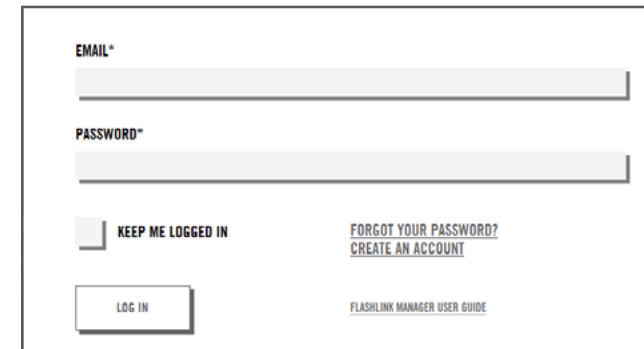 EMAIL*
PASSWORD*
KEEP ME LOGGED IN
FORGOT YOUR PASSWORD?
CREATE AN ACCOUNT
LOG IN
FLASHLINK MANAGER USER GUIDE